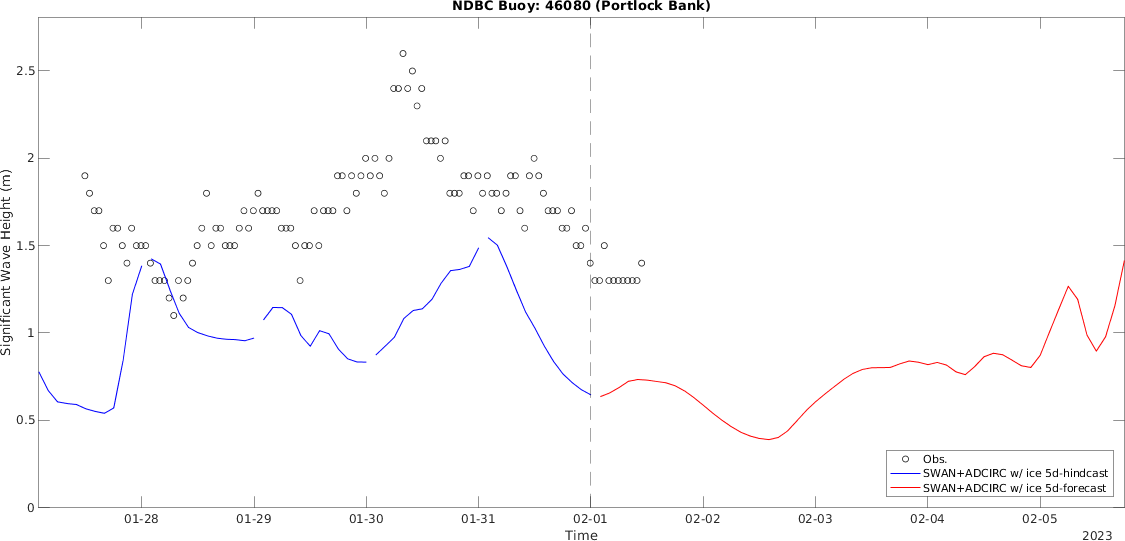 NDBC Buoy: 46080 (Portlock Bank)
2.5
2
1.5
1
0.5
0
Significant Wave Height (m)
Obs.
SWAN+ADCIRC w/ ice 5d-hindcast
SWAN+ADCIRC w/ ice 5d-forecast
01-28 01-29 01-30 01-31 02-01 02-02 02-03 02-04 02-05
Time
2023